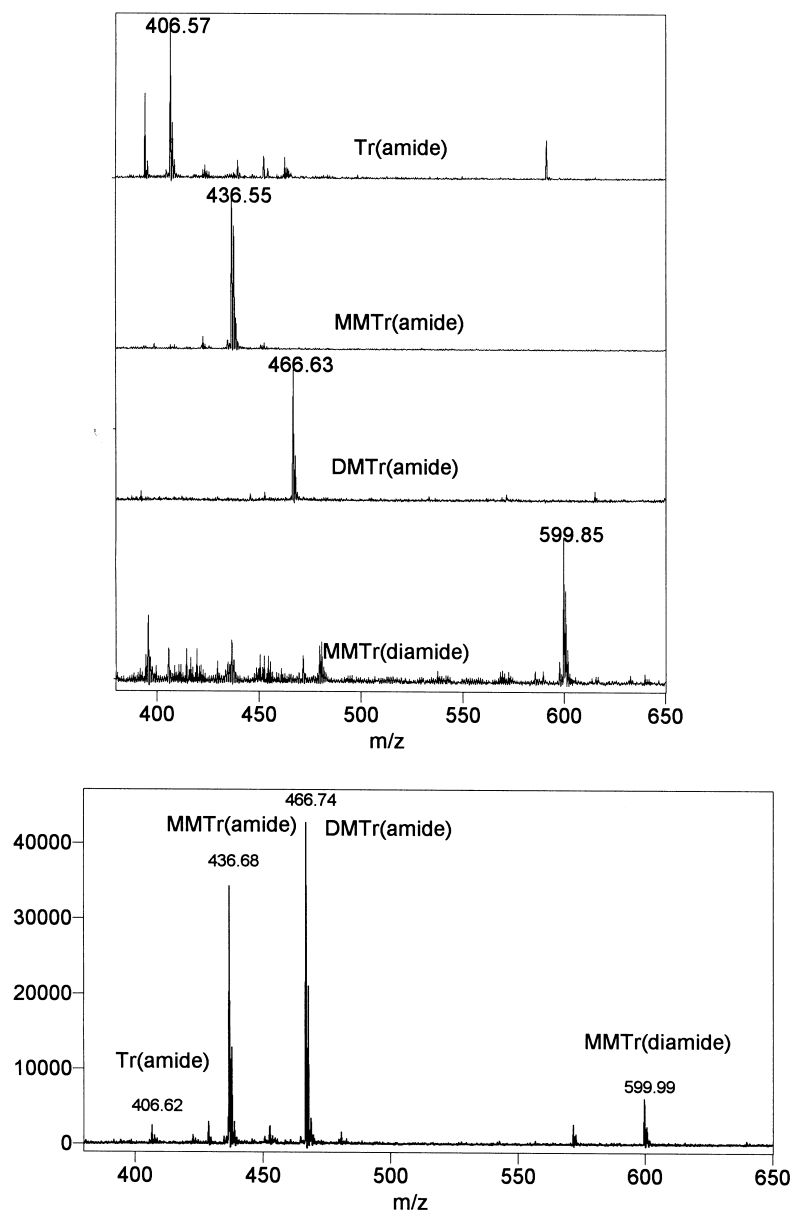 406.57
Tr(amide)
436.55
MMTr(amide)
466.63
DMTr(amide)
599.85
MMTr(diamide)
400 450 500 550 600 650
m/z
466.74
MMTr(amide) DMTr(amide)
40000
436.68
30000
20000
10000
MMTr(diamide)
Tr(amide)
599.99
406.62
0
400 450 500 550 600 650
m/z